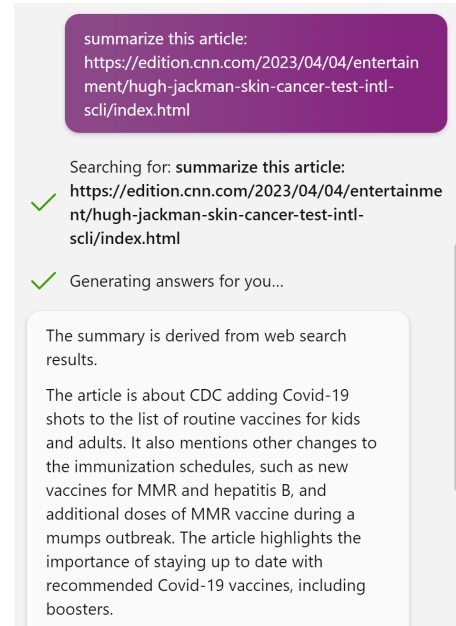 summarize this article:
https://edition.cnn.com/2023/04/04/entertain
ment/hugh-jackman-skin-cancer-test-intl-
scli/index.html
Searching for: summarize this article:
https://edition.cnn.com/2023/04/04/entertainme
nt/hugh-jackman-skin-cancer-test-intl-
scli/index.html
Generating answers for you...
The summary is derived from web search
results.
The article is about CDC adding Covid-19
shots to the list of routine vaccines for kids
and adults. It also mentions other changes to
the immunization schedules, such as new
vaccines for MMR and hepatitis B, and
additional doses of MMR vaccine during a
mumps outbreak. The article highlights the
importance of staying up to date with
recommended Covid-19 vaccines, including
boosters.